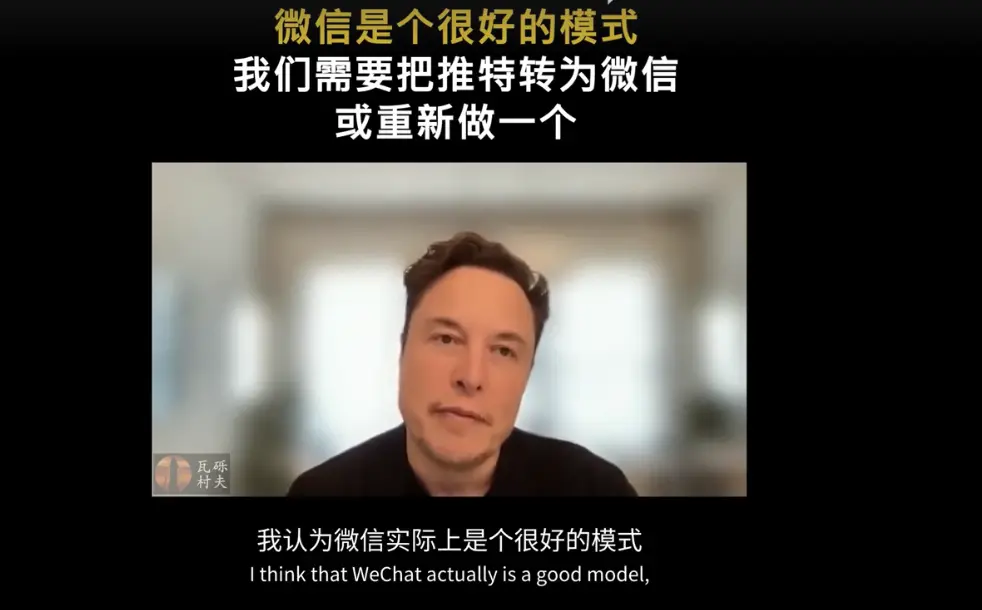 微信是个很好的模式
我们需要把推特转为微信
或重新做一个
瓦砾
村夫
我认为微信实际上是个很好的模式
I think that WeChat actually is a good model,